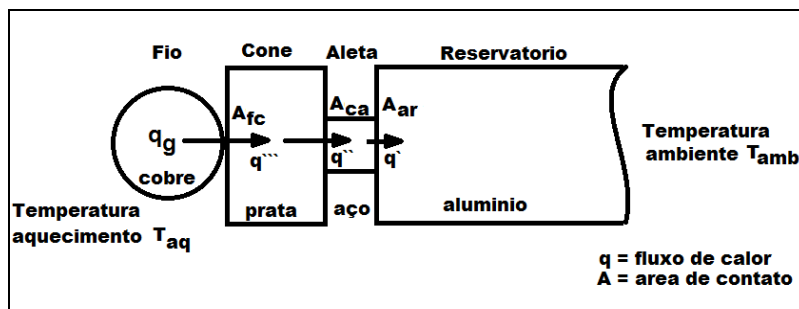 Fio
Cone
Aleta
Reservatorio
Afc
Aca
Aar
qg
q```
q``
q`
cobre
Temperatura
ambiente Tamb
Temperatura
aquecimento Taq
prata
aço
aluminio
q = fluxo de calor
A = area de contato